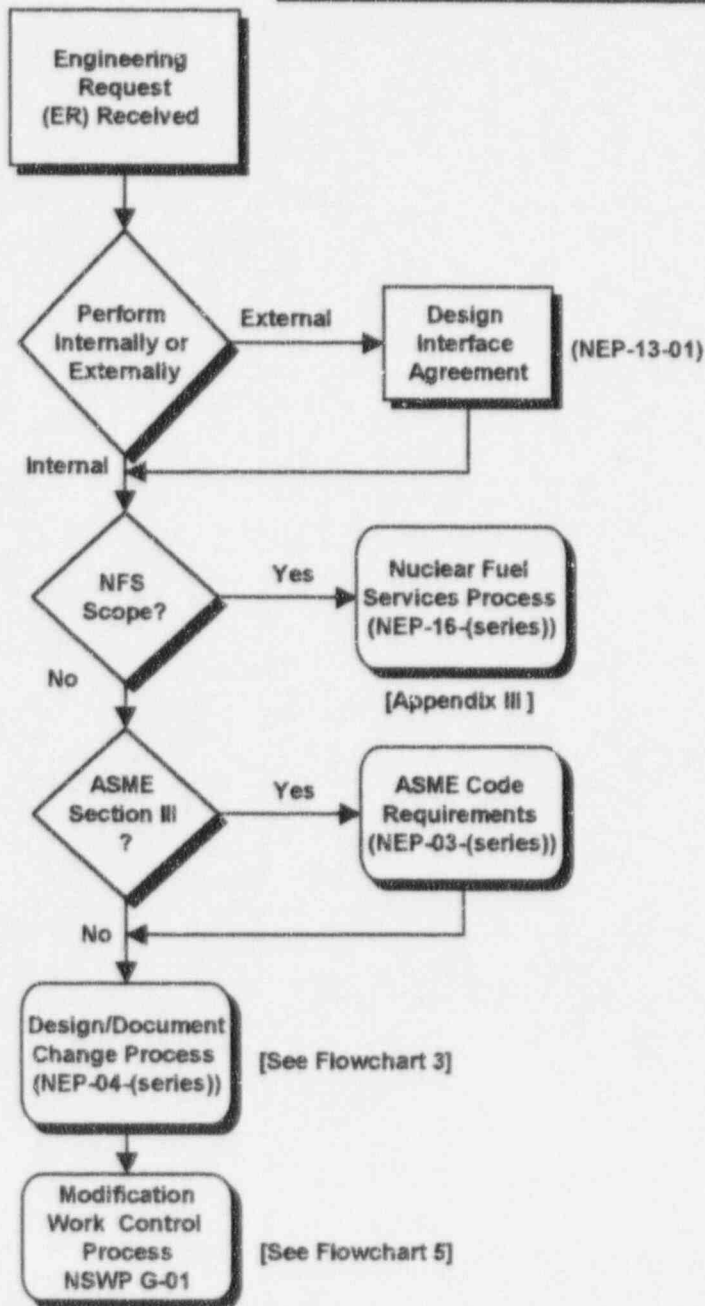 Engineering
Request
(ER) Received
Perform
Internally or
Externally
External
Design
Interface
Agreement
(NEP-13-01)
Internal
NFS
Scope?
Yes
Nuclear Fuel
Services Process
(NEP-16-(series))
[Appendix III ]
No
ASME
Section III
?
Yes
ASME Code
Requirements
(NEP-03-(series))
No
Design/Document
Change Process
(NEP-04-(series))
[See Flowchart 3]
Modification
Work Control
Process
NSWP G-01
[See Flowchart 5]